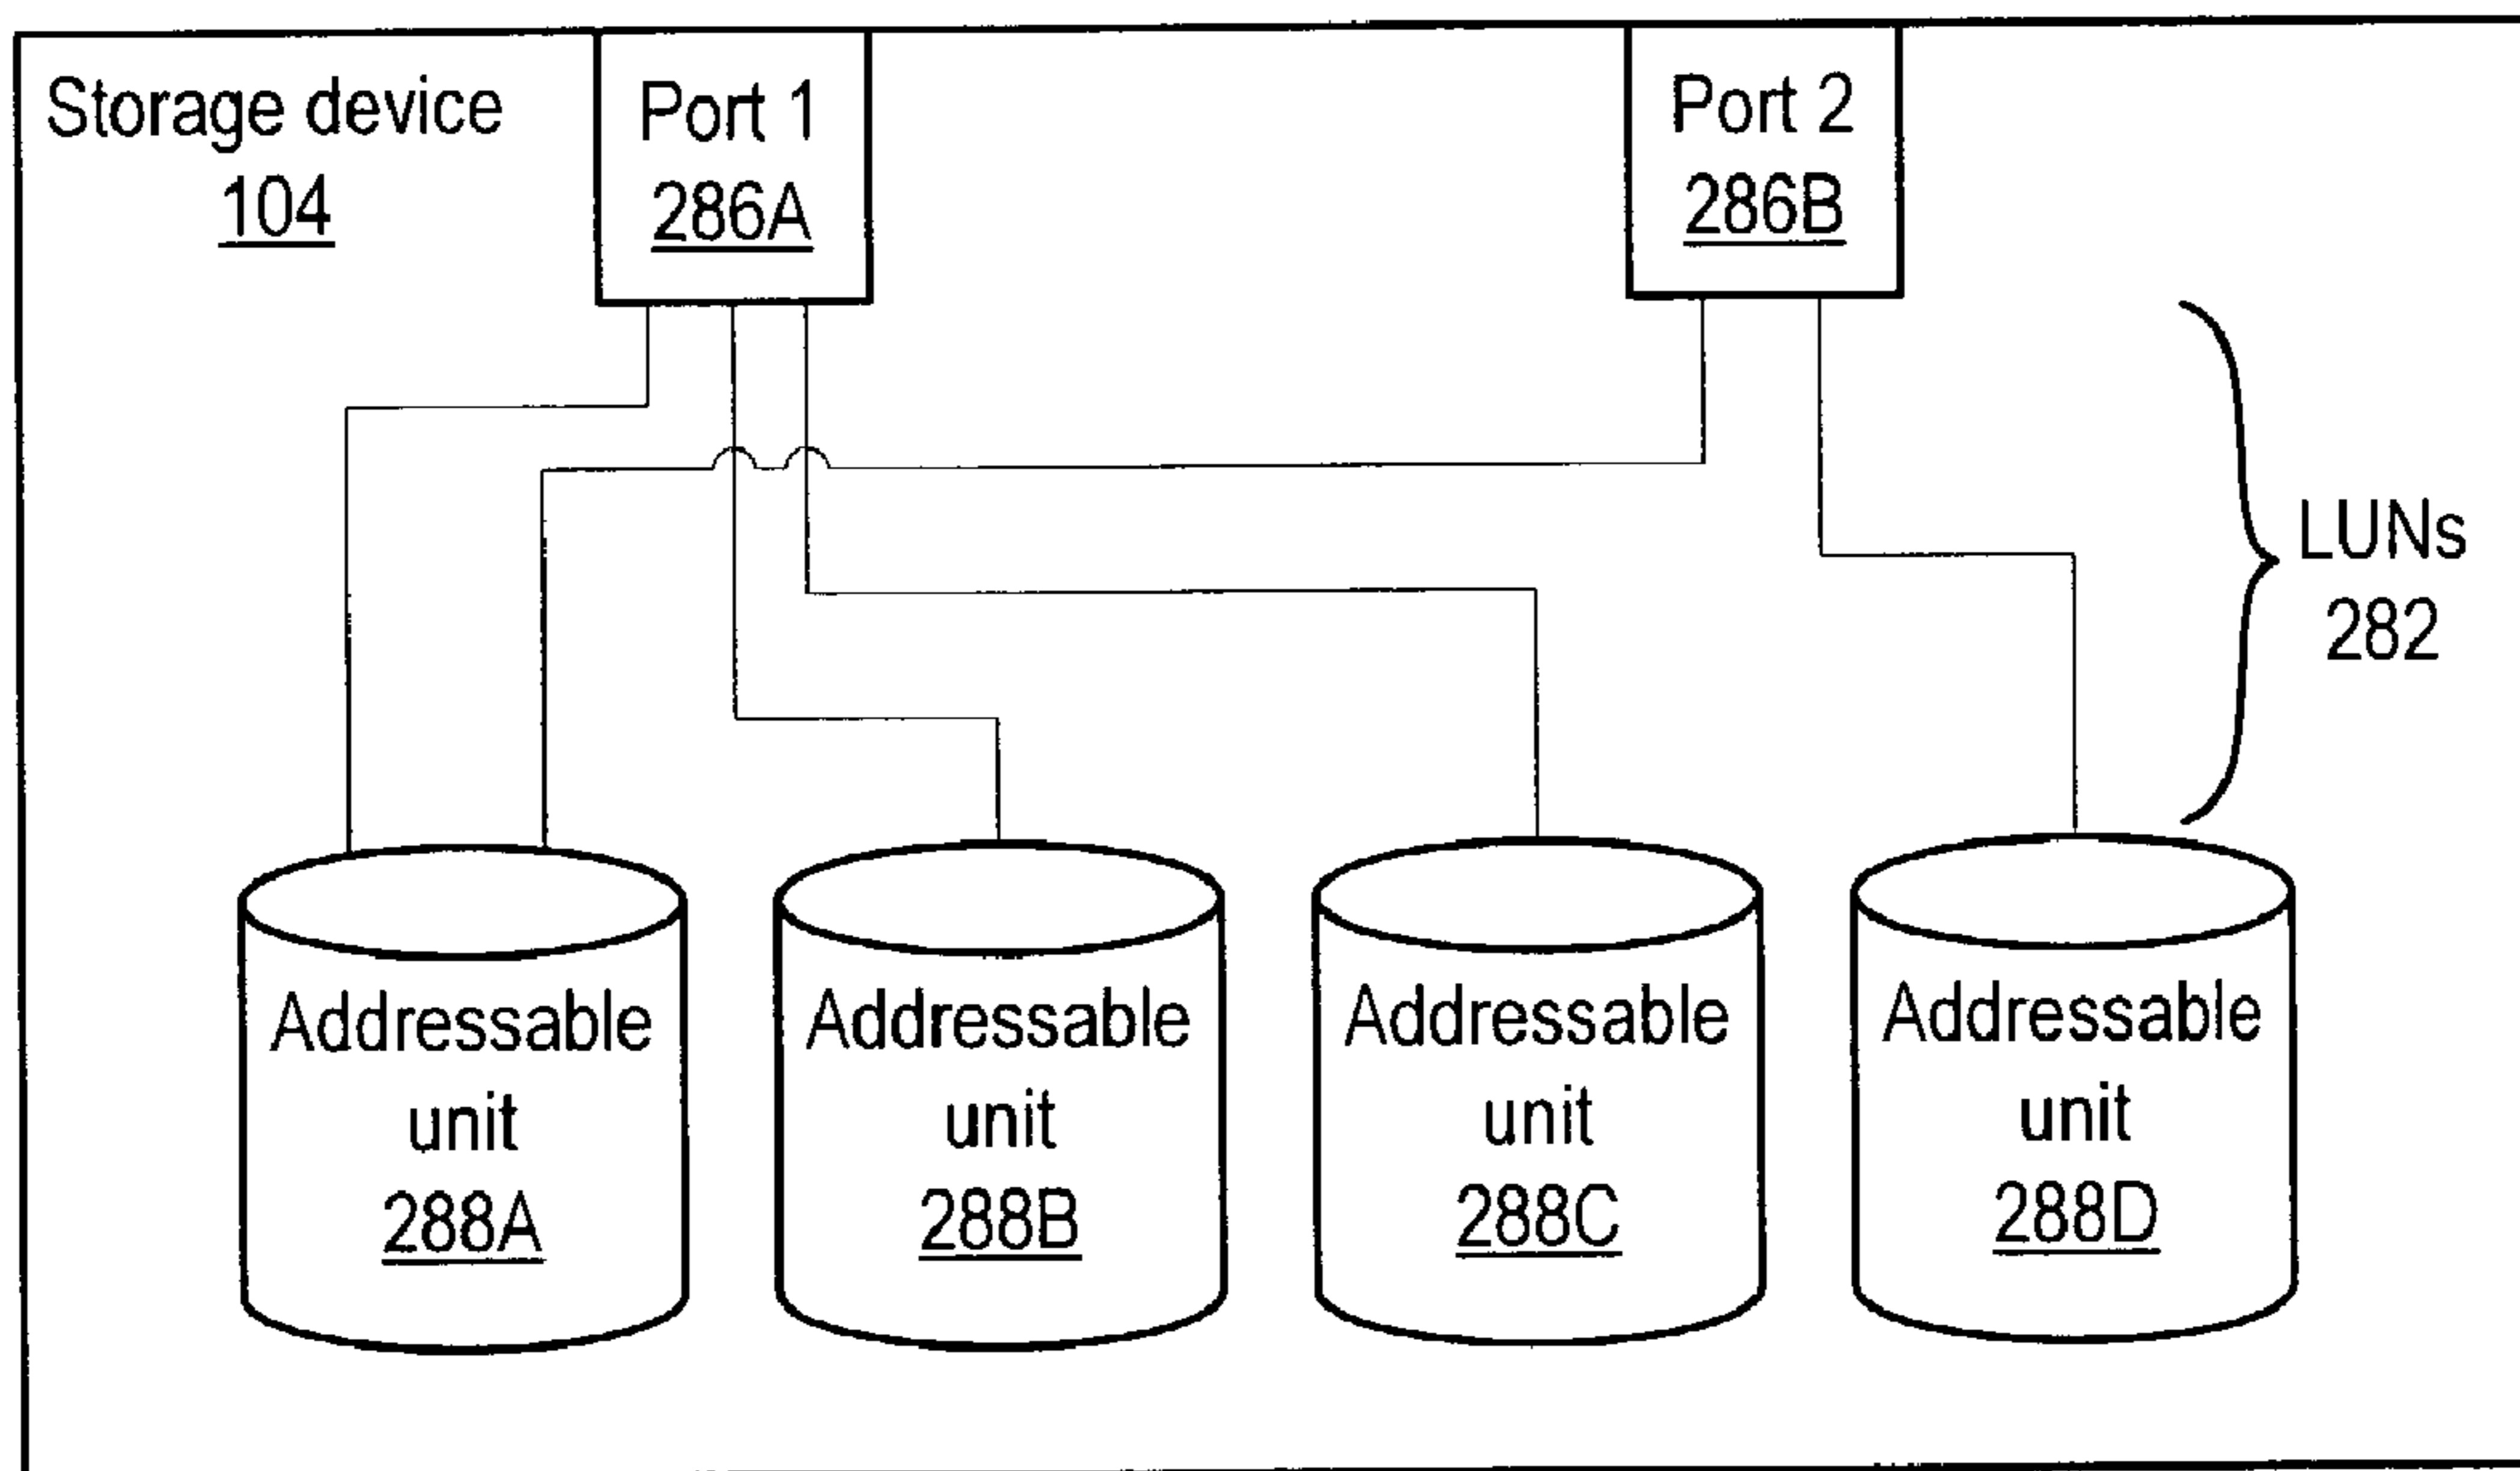 Storage device
104
Port 1
286A
Port 2
286B
LUNs
282
Addressable
unit
288A
Addressable
unit
288B
Addressable
unit
288C
Addressable
unit
288D